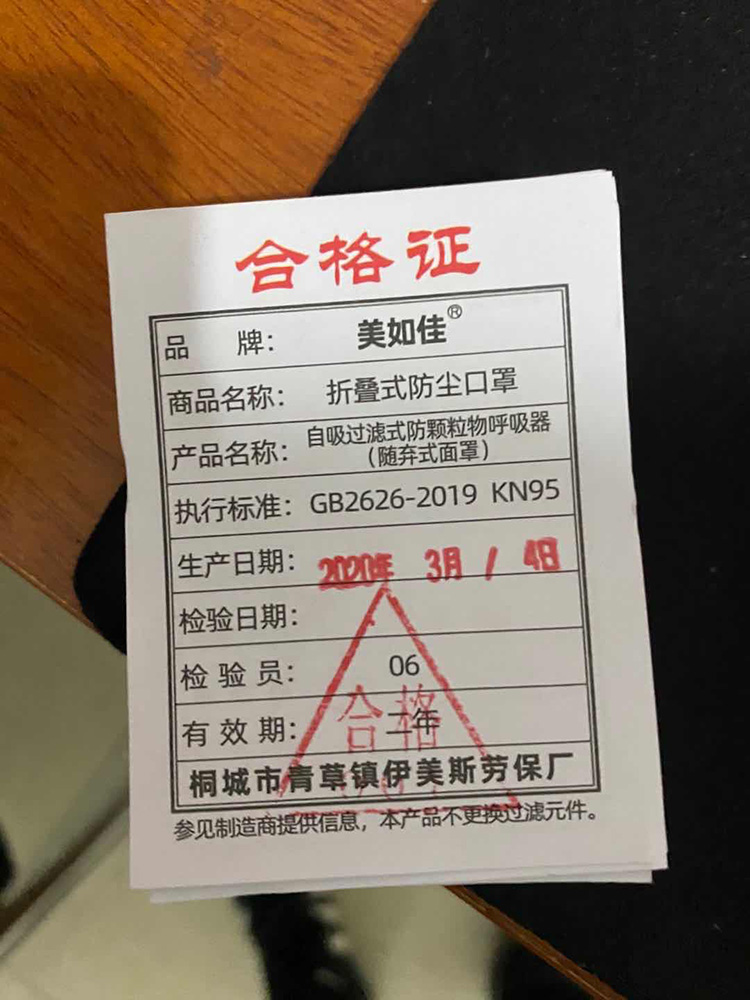 合格证
品 牌： 美如佳®
商品名称： 折叠式防尘口罩
产品名称： 自吸过滤式防颗粒物呼吸器
（随弃式面罩）
执行标准： GB2626-2019 KN95
生产日期： 2020年 3月 / 4日
检验日期：
检 验 员： 06
合格
有 效 期： 二年
桐城市青草镇伊美斯劳保厂
参见制造商提供信息，本产品不更换过滤元件。